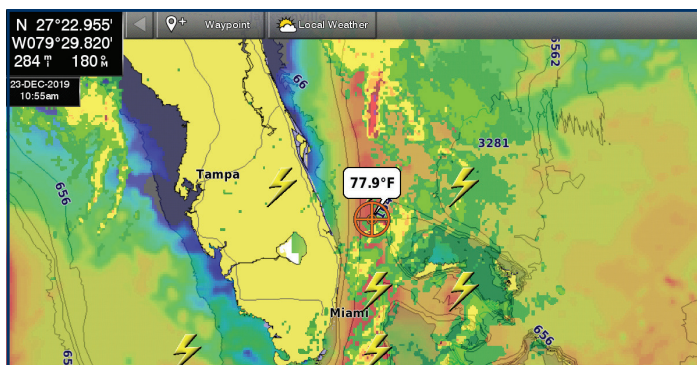 N 27°22.955'
W079°29.820'
284 ᵐᵢ 180°ᴍ
23-DEC-2019
10:55am
Waypoint
Local Weather
6562
66
3281
Tampa
77.9°F
656
Miami
656